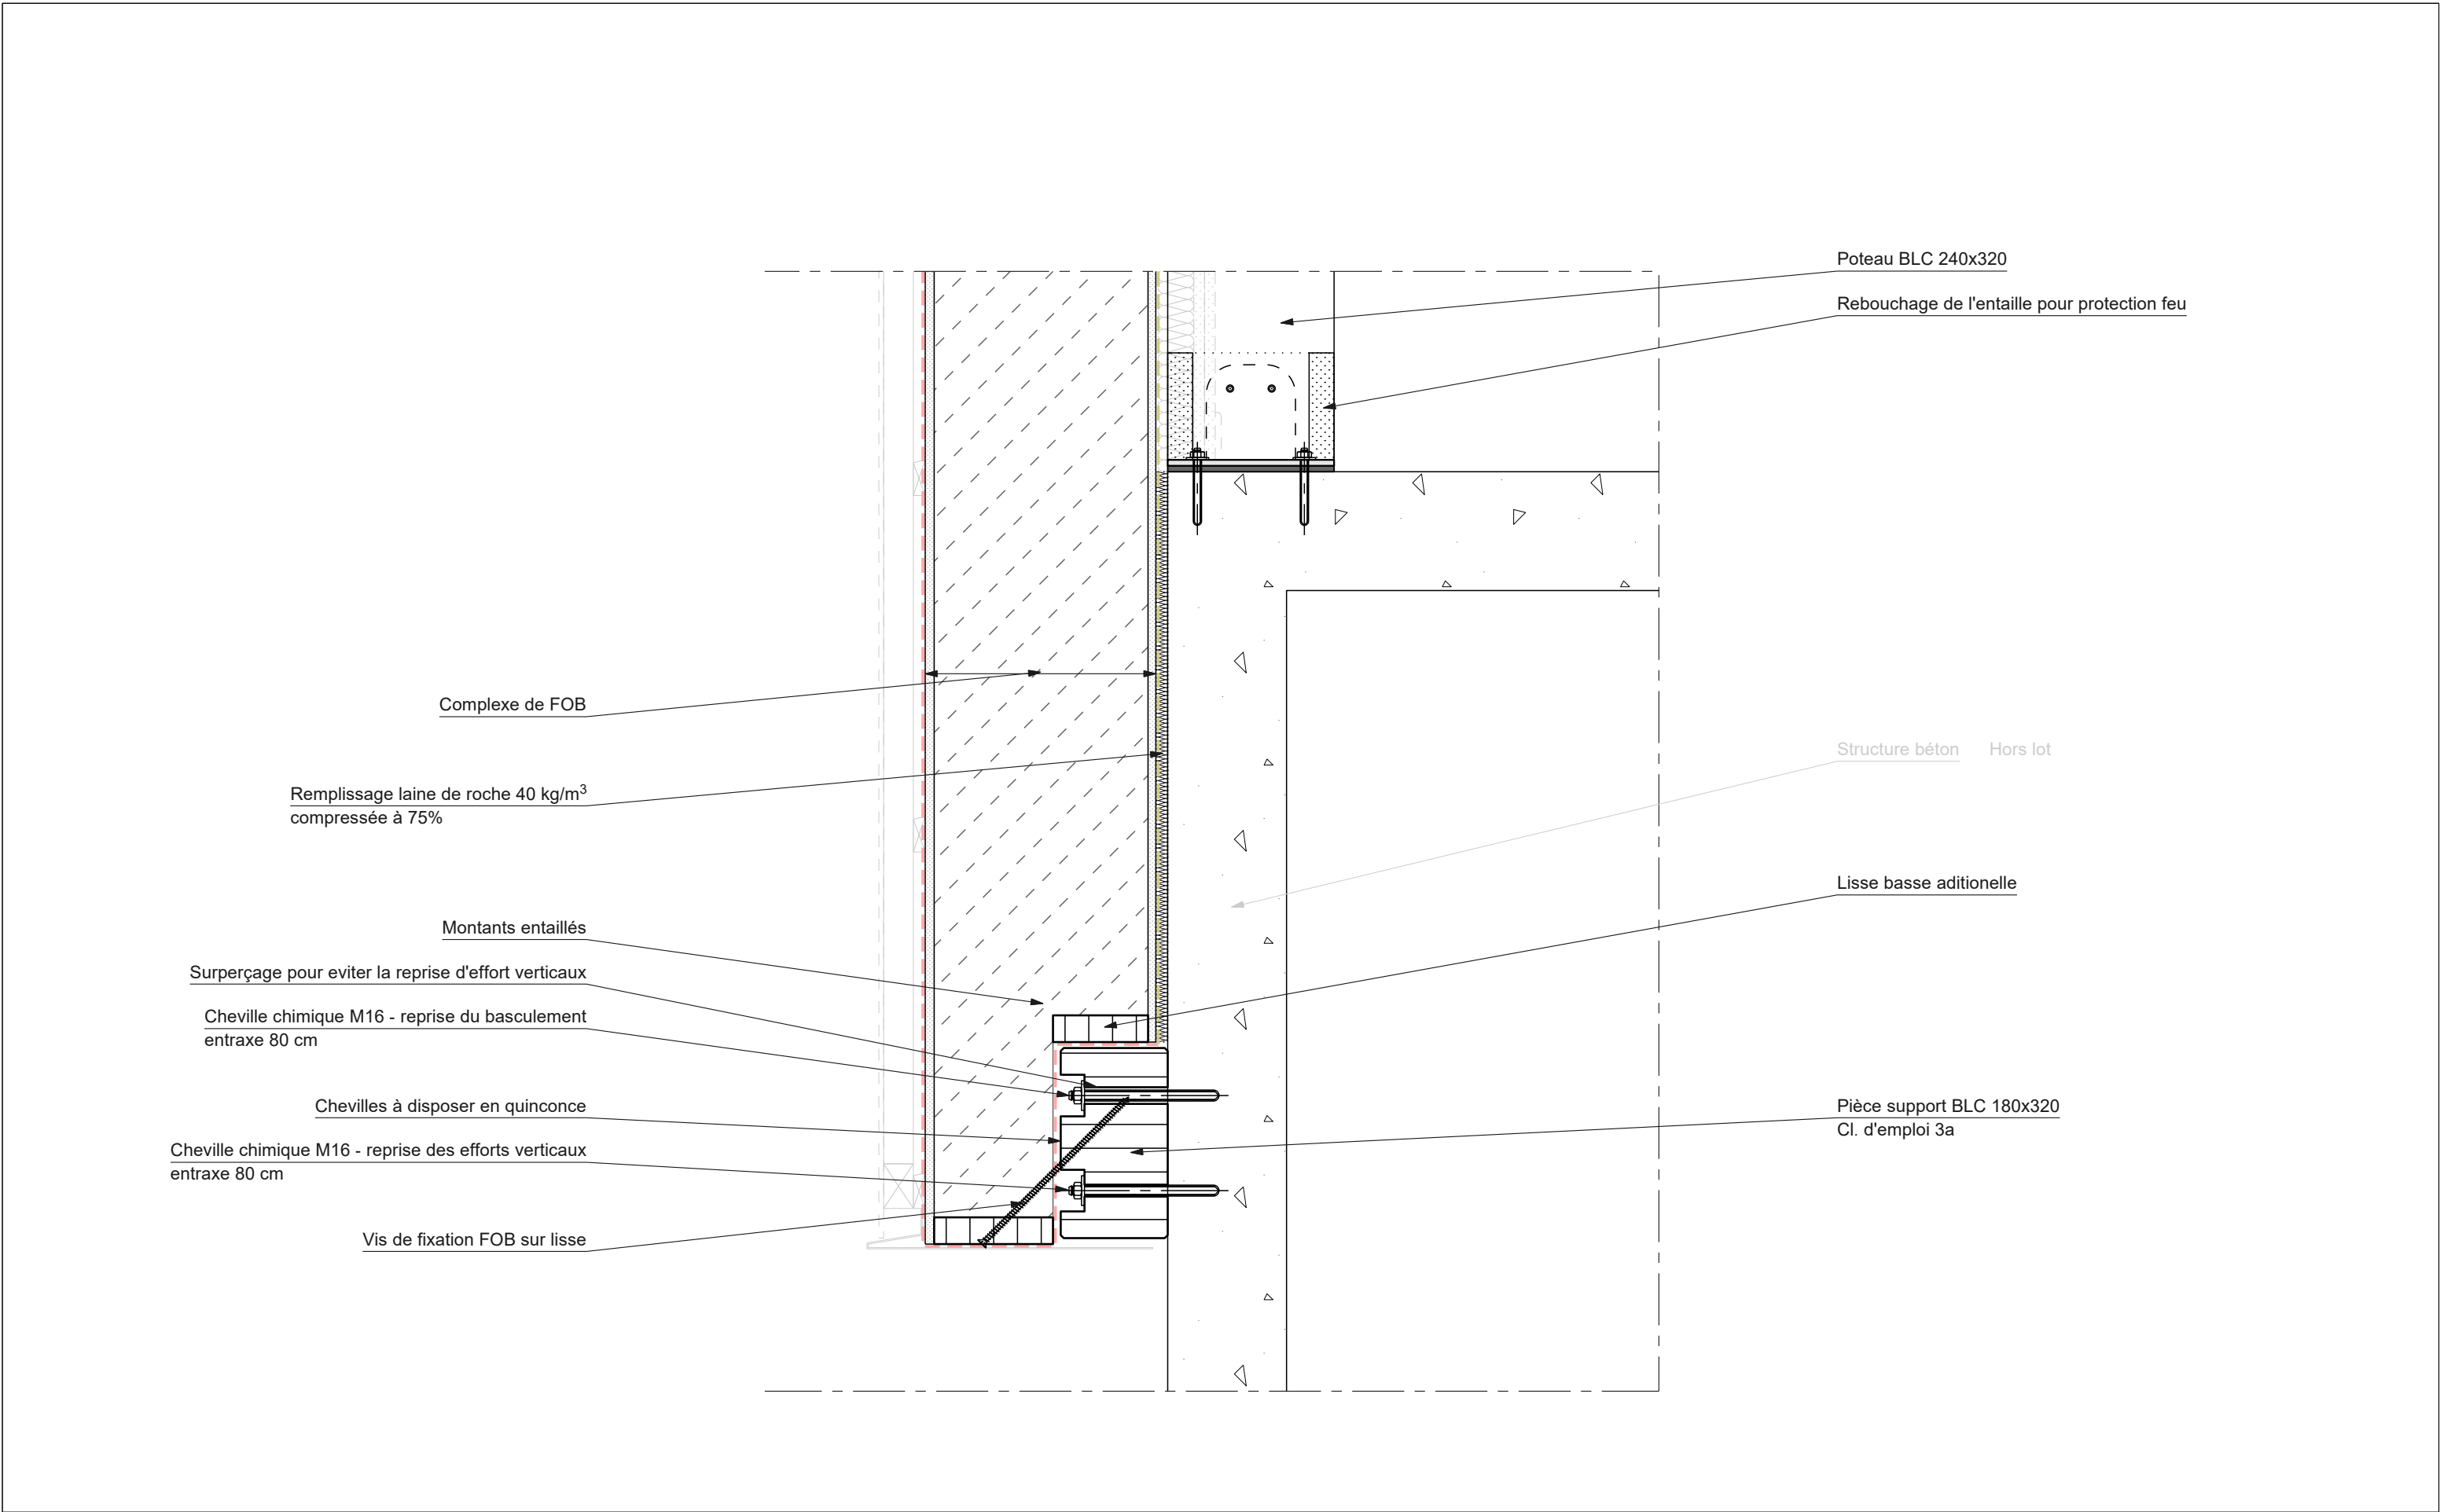 Poteau BLC 240x320
Rebouchage de l'entaille pour protection feu
Complexe de FOB
Structure béton Hors lot
Remplissage laine de roche 40 kg/m³
compressée à 75%
Lisse basse aditionelle
Montants entaillés
Surperçage pour eviter la reprise d'effort verticaux
Cheville chimique M16 - reprise du basculement
entraxe 80 cm
Chevilles à disposer en quinconce
Pièce support BLC 180x320
Cl. d'emploi 3a
Cheville chimique M16 - reprise des efforts verticaux
entraxe 80 cm
Vis de fixation FOB sur lisse